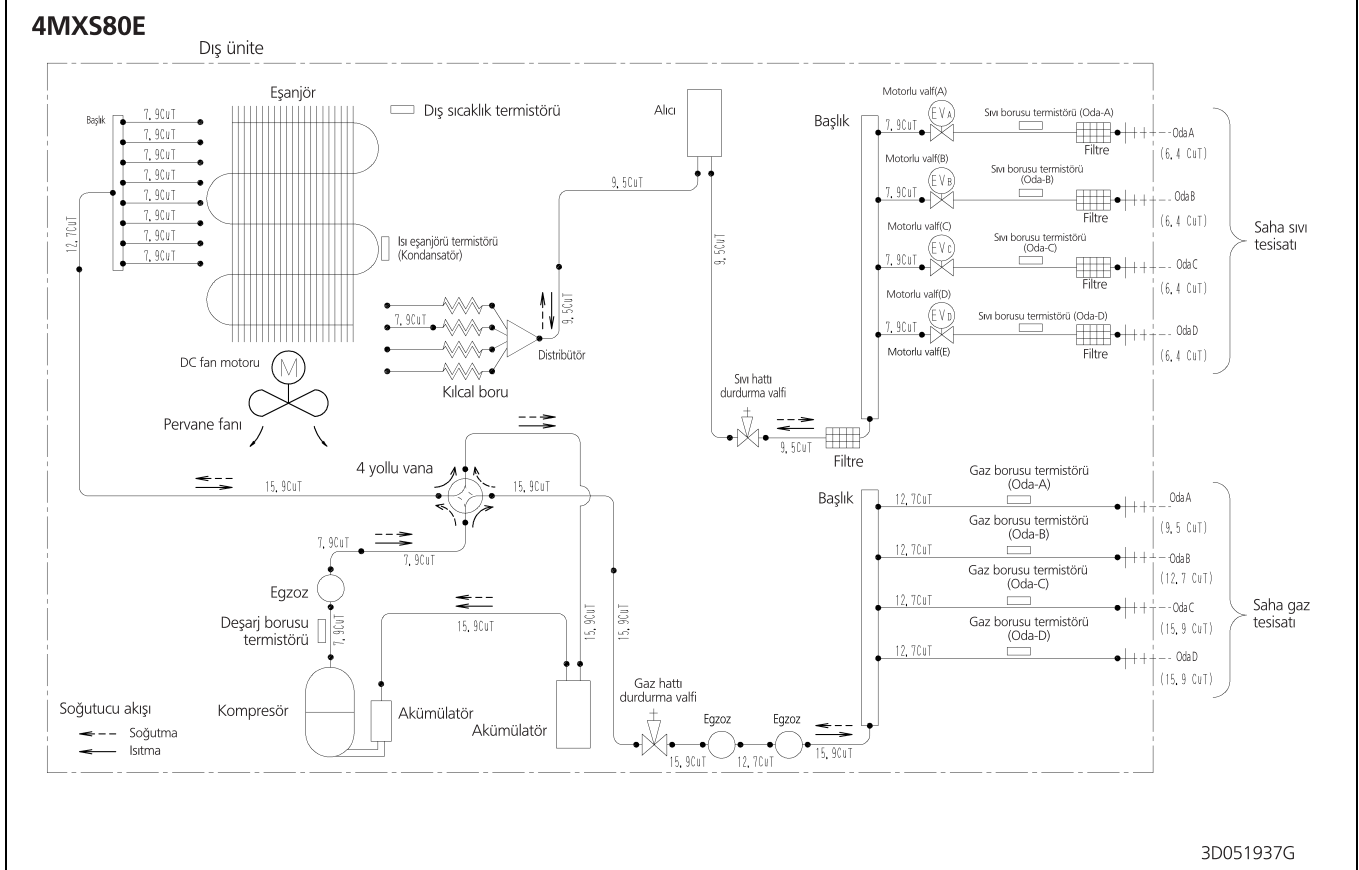 4MXS80E
Dış ünite
Eşanjör
Dış sıcaklık termistörü
Alıcı
Başlık
7,9CuT
7,9CuT
7,9CuT
7,9CuT
7,9CuT
7,9CuT
7,9CuT
7,9CuT
12,7CuT
Isı eşanjörü termistörü
(Kondansatör)
9,5CuT
9,5CuT
9,5CuT
7,9CuT
Distribütör
Kılcal boru
DC fan motoru
M
Pervane fanı
Başlık
Motorlu valf(A)
EVA
7,9CuT
Sıvı borusu termistörü (Oda-A)
Filtre
Oda A
(6,4 CuT)
Motorlu valf(B)
EVB
7,9CuT
Sıvı borusu termistörü
(Oda-B)
Filtre
Oda B
(6,4 CuT)
Motorlu valf(C)
EVC
7,9CuT
Sıvı borusu termistörü
(Oda-C)
Filtre
Oda C
(6,4 CuT)
Motorlu valf(D)
EVD
7,9CuT
Motorlu valf(E)
Sıvı borusu termistörü (Oda-D)
Filtre
Oda D
(6,4 CuT)
Saha sıvı
tesisatı
Sıvı hattı
durdurma valfi
9,5CuT
Filtre
4 yollu vana
15,9CuT
15,9CuT
7,9CuT
7,9CuT
Egzoz
Deşarj borusu
termistörü
7,9CuT
15,9CuT
15,9CuT
15,9CuT
Kompresör
Akümülatör
Akümülatör
Gaz hattı
durdurma valfi
Egzoz
Egzoz
15,9CuT
12,7CuT
15,9CuT
Başlık
12,7CuT
Gaz borusu termistörü
(Oda-A)
Oda A
(9,5 CuT)
12,7CuT
Gaz borusu termistörü
(Oda-B)
Oda B
(12,7 CuT)
12,7CuT
Gaz borusu termistörü
(Oda-C)
Oda C
(15,9 CuT)
12,7CuT
Gaz borusu termistörü
(Oda-D)
Oda D
(15,9 CuT)
Saha gaz
tesisatı
Soğutucu akışı
Soğutma
Isıtma
3D051937G